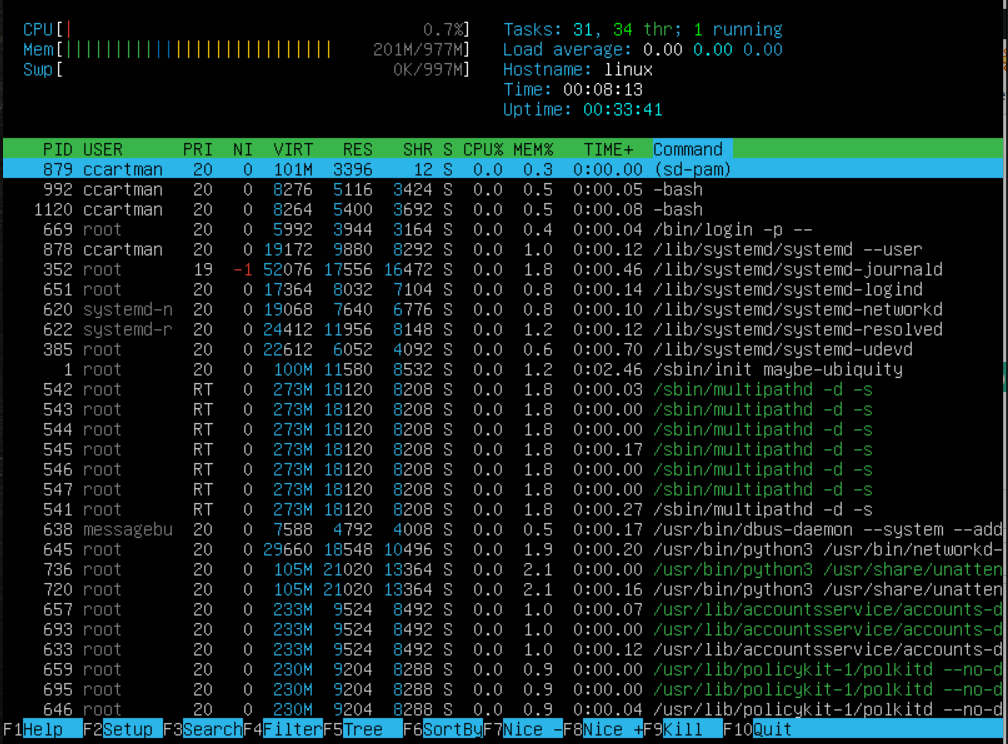 CPU[| 0.7%] Tasks: 31, 34 thr; 1 running
Mem[||||||||||||||||||||||||||| 201M/977M] Load average: 0.00 0.00 0.00
Swp[ 0K/997M] Hostname: linux
Time: 00:08:13
Uptime: 00:33:41
PID USER PRI NI VIRT RES SHR S CPU% MEM% TIME+ Command
879 ccartman 20 0 101M 3396 12 S 0.0 0.3 0:00.00 (sd-pam)
992 ccartman 20 0 8276 5116 3424 S 0.0 0.5 0:00.05 -bash
1120 ccartman 20 0 8264 5400 3692 S 0.0 0.5 0:00.08 -bash
669 root 20 0 5992 3944 3164 S 0.0 0.4 0:00.04 /bin/login -p --
878 ccartman 20 0 19172 9880 8292 S 0.0 1.0 0:00.12 /lib/systemd/systemd --user
352 root 19 -1 52076 17556 16472 S 0.0 1.8 0:00.46 /lib/systemd/systemd-journald
651 root 20 0 17364 8032 7104 S 0.0 0.8 0:00.14 /lib/systemd/systemd-logind
620 systemd-n 20 0 19068 7640 6776 S 0.0 0.8 0:00.10 /lib/systemd/systemd-networkd
622 systemd-r 20 0 24412 11956 8148 S 0.0 1.2 0:00.12 /lib/systemd/systemd-resolved
385 root 20 0 22612 6052 4092 S 0.0 0.6 0:00.70 /lib/systemd/systemd-udevd
1 root 20 0 100M 11580 8532 S 0.0 1.2 0:02.46 /sbin/init maybe-ubiquity
542 root RT 0 273M 18120 8208 S 0.0 1.8 0:00.03 /sbin/multipathd -d -s
543 root RT 0 273M 18120 8208 S 0.0 1.8 0:00.00 /sbin/multipathd -d -s
544 root RT 0 273M 18120 8208 S 0.0 1.8 0:00.00 /sbin/multipathd -d -s
545 root RT 0 273M 18120 8208 S 0.0 1.8 0:00.17 /sbin/multipathd -d -s
546 root RT 0 273M 18120 8208 S 0.0 1.8 0:00.00 /sbin/multipathd -d -s
547 root RT 0 273M 18120 8208 S 0.0 1.8 0:00.00 /sbin/multipathd -d -s
541 root RT 0 273M 18120 8208 S 0.0 1.8 0:00.27 /sbin/multipathd -d -s
638 messagebu 20 0 7588 4792 4008 S 0.0 0.5 0:00.17 /usr/bin/dbus-daemon --system --add
645 root 20 0 29660 18548 10496 S 0.0 1.9 0:00.20 /usr/bin/python3 /usr/bin/networkd-
736 root 20 0 105M 21020 13364 S 0.0 2.1 0:00.00 /usr/bin/python3 /usr/share/unatten
720 root 20 0 105M 21020 13364 S 0.0 2.1 0:00.16 /usr/bin/python3 /usr/share/unatten
657 root 20 0 233M 9524 8492 S 0.0 1.0 0:00.07 /usr/lib/accountsservice/accounts-d
693 root 20 0 233M 9524 8492 S 0.0 1.0 0:00.00 /usr/lib/accountsservice/accounts-d
633 root 20 0 233M 9524 8492 S 0.0 1.0 0:00.12 /usr/lib/accountsservice/accounts-d
659 root 20 0 230M 9204 8288 S 0.0 0.9 0:00.00 /usr/lib/policykit-1/polkitd --no-d
695 root 20 0 230M 9204 8288 S 0.0 0.9 0:00.00 /usr/lib/policykit-1/polkitd --no-d
646 root 20 0 230M 9204 8288 S 0.0 0.9 0:00.04 /usr/lib/policykit-1/polkitd --no-d
F1Help F2Setup F3SearchF4FilterF5Tree F6SortByF7Nice -F8Nice +F9Kill F10Quit